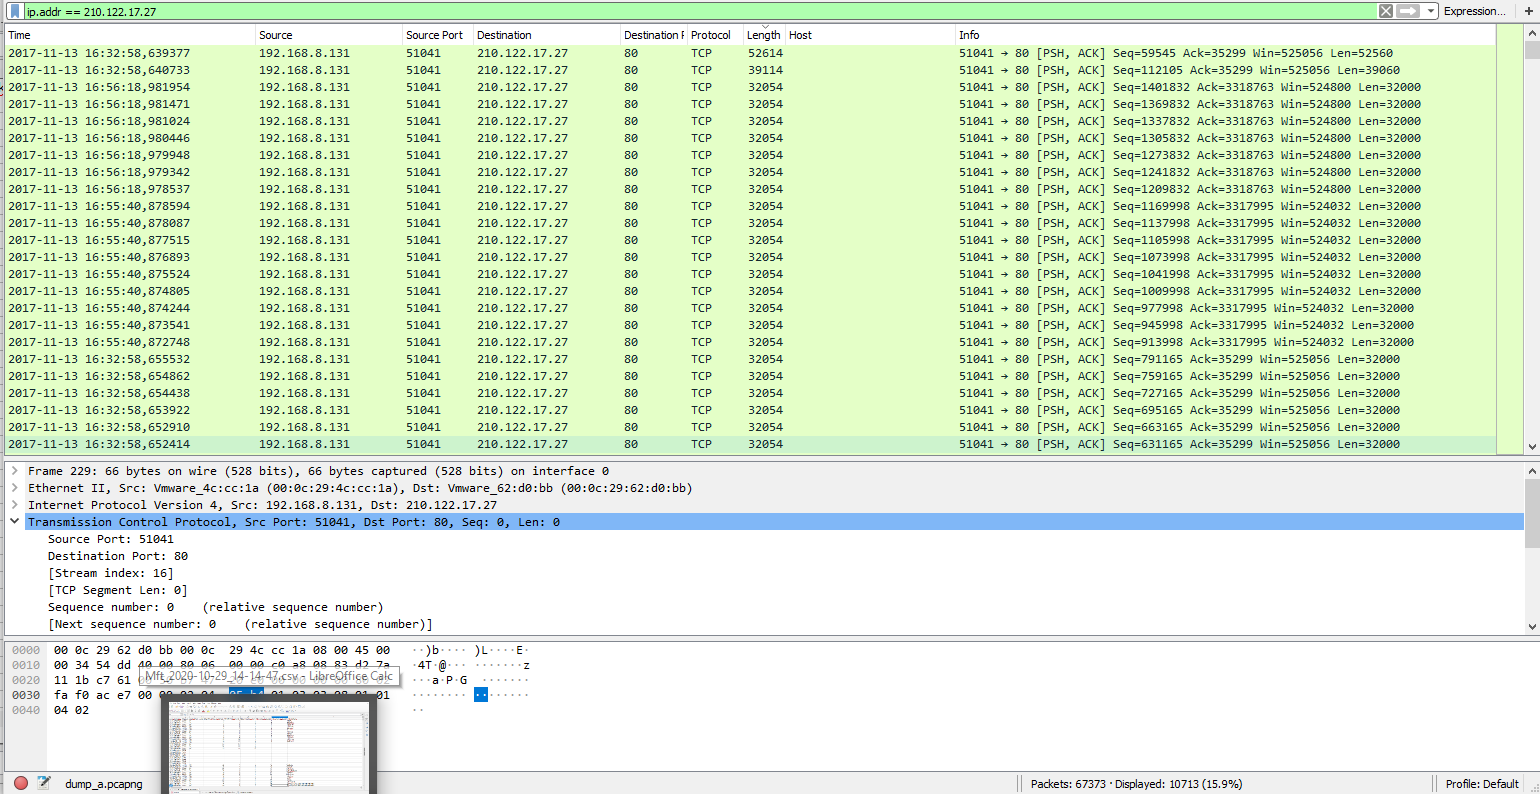 ip.addr == 210.122.17.27 Expression... +
Time Source Source Port Destination Destination P Protocol Length Host Info
2017-11-13 16:32:58,639377 192.168.8.131 51041 210.122.17.27 80 TCP 52614 51041 → 80 [PSH, ACK] Seq=59545 Ack=35299 Win=525056 Len=52560
2017-11-13 16:32:58,640733 192.168.8.131 51041 210.122.17.27 80 TCP 39114 51041 → 80 [PSH, ACK] Seq=112105 Ack=35299 Win=525056 Len=39060
2017-11-13 16:56:18,981954 192.168.8.131 51041 210.122.17.27 80 TCP 32054 51041 → 80 [PSH, ACK] Seq=1401832 Ack=3318763 Win=524800 Len=32000
2017-11-13 16:56:18,981471 192.168.8.131 51041 210.122.17.27 80 TCP 32054 51041 → 80 [PSH, ACK] Seq=1369832 Ack=3318763 Win=524800 Len=32000
2017-11-13 16:56:18,981024 192.168.8.131 51041 210.122.17.27 80 TCP 32054 51041 → 80 [PSH, ACK] Seq=1337832 Ack=3318763 Win=524800 Len=32000
2017-11-13 16:56:18,980446 192.168.8.131 51041 210.122.17.27 80 TCP 32054 51041 → 80 [PSH, ACK] Seq=1305832 Ack=3318763 Win=524800 Len=32000
2017-11-13 16:56:18,979948 192.168.8.131 51041 210.122.17.27 80 TCP 32054 51041 → 80 [PSH, ACK] Seq=1273832 Ack=3318763 Win=524800 Len=32000
2017-11-13 16:56:18,979342 192.168.8.131 51041 210.122.17.27 80 TCP 32054 51041 → 80 [PSH, ACK] Seq=1241832 Ack=3318763 Win=524800 Len=32000
2017-11-13 16:56:18,978537 192.168.8.131 51041 210.122.17.27 80 TCP 32054 51041 → 80 [PSH, ACK] Seq=1209832 Ack=3318763 Win=524800 Len=32000
2017-11-13 16:55:40,878594 192.168.8.131 51041 210.122.17.27 80 TCP 32054 51041 → 80 [PSH, ACK] Seq=1169998 Ack=3317995 Win=524032 Len=32000
2017-11-13 16:55:40,878087 192.168.8.131 51041 210.122.17.27 80 TCP 32054 51041 → 80 [PSH, ACK] Seq=1137998 Ack=3317995 Win=524032 Len=32000
2017-11-13 16:55:40,877515 192.168.8.131 51041 210.122.17.27 80 TCP 32054 51041 → 80 [PSH, ACK] Seq=1105998 Ack=3317995 Win=524032 Len=32000
2017-11-13 16:55:40,876893 192.168.8.131 51041 210.122.17.27 80 TCP 32054 51041 → 80 [PSH, ACK] Seq=1073998 Ack=3317995 Win=524032 Len=32000
2017-11-13 16:55:40,875524 192.168.8.131 51041 210.122.17.27 80 TCP 32054 51041 → 80 [PSH, ACK] Seq=1041998 Ack=3317995 Win=524032 Len=32000
2017-11-13 16:55:40,874805 192.168.8.131 51041 210.122.17.27 80 TCP 32054 51041 → 80 [PSH, ACK] Seq=1009998 Ack=3317995 Win=524032 Len=32000
2017-11-13 16:55:40,874244 192.168.8.131 51041 210.122.17.27 80 TCP 32054 51041 → 80 [PSH, ACK] Seq=977998 Ack=3317995 Win=524032 Len=32000
2017-11-13 16:55:40,873541 192.168.8.131 51041 210.122.17.27 80 TCP 32054 51041 → 80 [PSH, ACK] Seq=945998 Ack=3317995 Win=524032 Len=32000
2017-11-13 16:55:40,872748 192.168.8.131 51041 210.122.17.27 80 TCP 32054 51041 → 80 [PSH, ACK] Seq=913998 Ack=3317995 Win=524032 Len=32000
2017-11-13 16:32:58,655532 192.168.8.131 51041 210.122.17.27 80 TCP 32054 51041 → 80 [PSH, ACK] Seq=791165 Ack=35299 Win=525056 Len=32000
2017-11-13 16:32:58,654862 192.168.8.131 51041 210.122.17.27 80 TCP 32054 51041 → 80 [PSH, ACK] Seq=759165 Ack=35299 Win=525056 Len=32000
2017-11-13 16:32:58,654438 192.168.8.131 51041 210.122.17.27 80 TCP 32054 51041 → 80 [PSH, ACK] Seq=727165 Ack=35299 Win=525056 Len=32000
2017-11-13 16:32:58,653922 192.168.8.131 51041 210.122.17.27 80 TCP 32054 51041 → 80 [PSH, ACK] Seq=695165 Ack=35299 Win=525056 Len=32000
2017-11-13 16:32:58,652910 192.168.8.131 51041 210.122.17.27 80 TCP 32054 51041 → 80 [PSH, ACK] Seq=663165 Ack=35299 Win=525056 Len=32000
2017-11-13 16:32:58,652414 192.168.8.131 51041 210.122.17.27 80 TCP 32054 51041 → 80 [PSH, ACK] Seq=631165 Ack=35299 Win=525056 Len=32000
Frame 229: 66 bytes on wire (528 bits), 66 bytes captured (528 bits) on interface 0
Ethernet II, Src: Vmware_4c:cc:1a (00:0c:29:4c:cc:1a), Dst: Vmware_62:d0:bb (00:0c:29:62:d0:bb)
Internet Protocol Version 4, Src: 192.168.8.131, Dst: 210.122.17.27
Transmission Control Protocol, Src Port: 51041, Dst Port: 80, Seq: 0, Len: 0
Source Port: 51041
Destination Port: 80
[Stream index: 16]
[TCP Segment Len: 0]
Sequence number: 0 (relative sequence number)
[Next sequence number: 0 (relative sequence number)]
0000 00 0c 29 62 d0 bb 00 0c 29 4c cc 1a 08 00 45 00 ··)b···· )L····E·
0010 00 34 54 dd 40 00 80 06 00 00 c0 a8 08 83 d2 7a ·4T·@··· ·······z
0020 11 1b c7 61 ···a·P·G ········
Mft_2020-10-29_14-14-47.csv - LibreOffice Calc
0030 fa f0 ac e7 00 00 02 04 05 b4 01 03 03 08 01 01 ········ ········
0040 04 02 ··
dump_a.pcapng Packets: 67373 · Displayed: 10713 (15.9%) Profile: Default